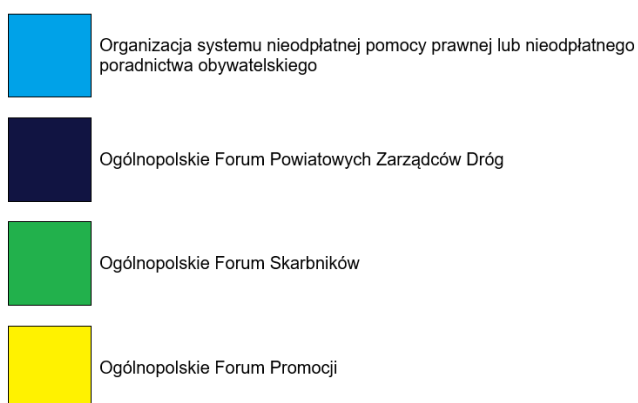 Organizacja systemu nieodpłatnej pomocy prawnej lub nieodpłatnego
poradnictwa obywatelskiego
Ogólnopolskie Forum Powiatowych Zarządców Dróg
Ogólnopolskie Forum Skarbników
Ogólnopolskie Forum Promocji